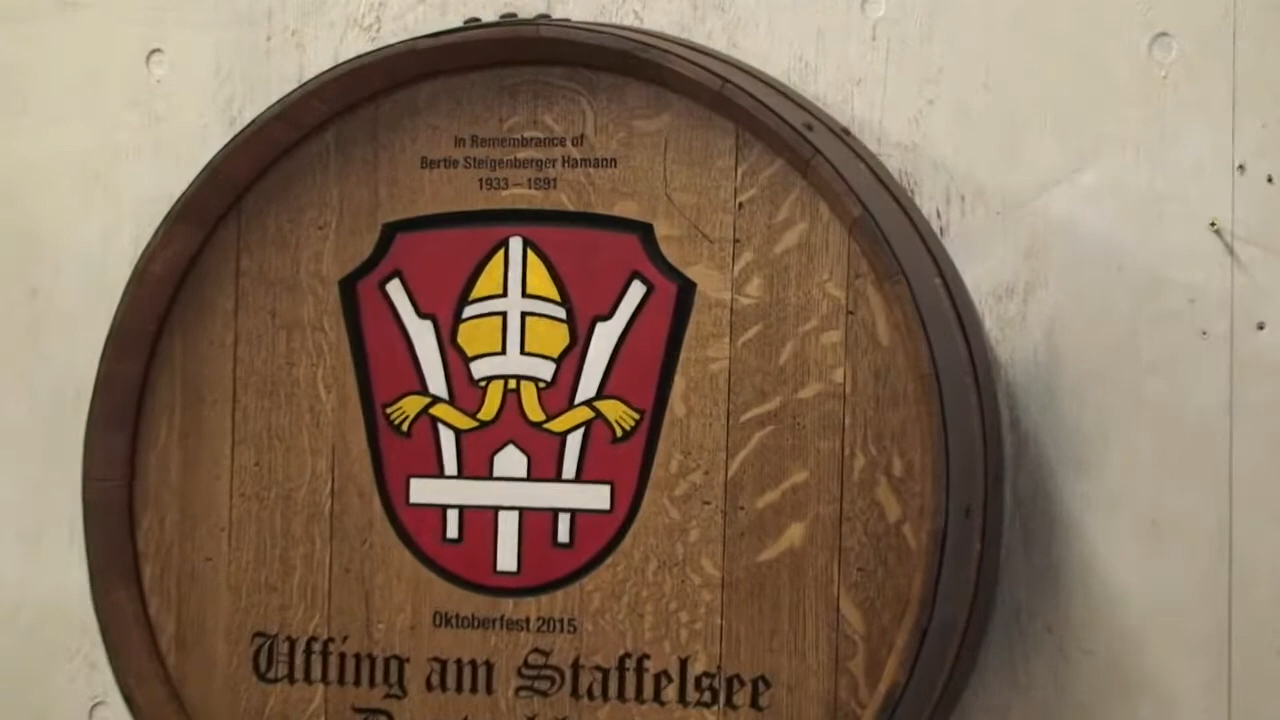 In Remembrance of
Bertie Steigenberger Hamann
1933 – 1991
Oktoberfest 2015
Uffing am Staffelsee